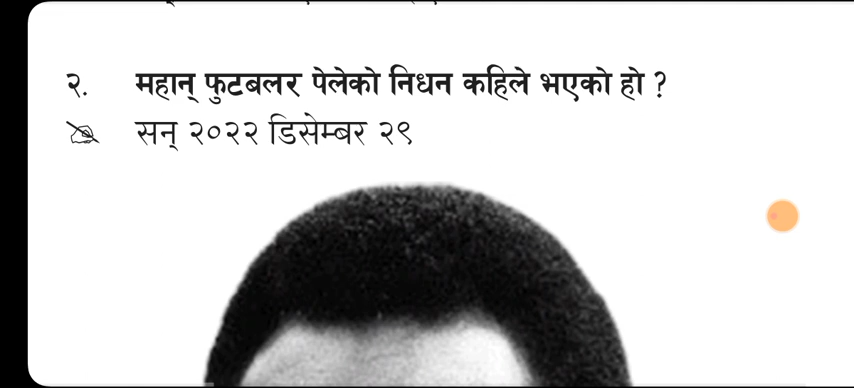 २. महान् फुटबलर पेलेको निधन कहिले भएको हो ?
सन् २०२२ डिसेम्बर २९